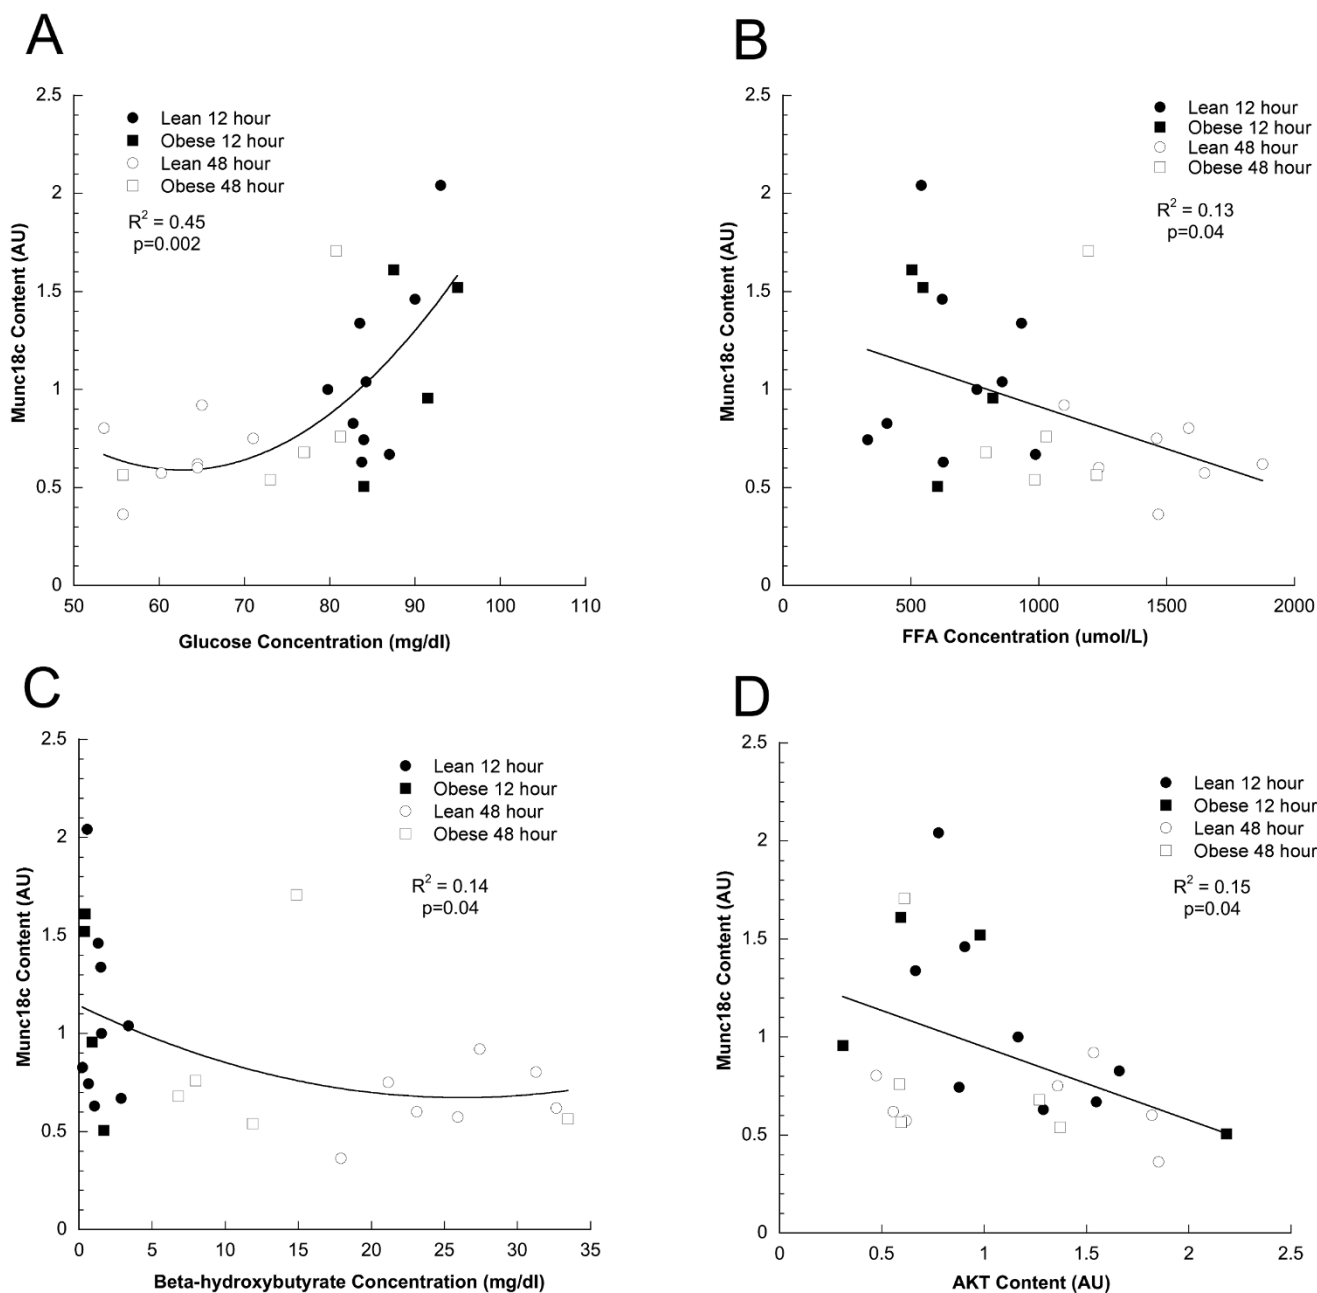 A
2.5
2
1.5
1
0.5
0
Munc18c Content (AU)
Lean 12 hour
Obese 12 hour
Lean 48 hour
Obese 48 hour
R² = 0.45
p=0.002
50 60 70 80 90 100 110
Glucose Concentration (mg/dl)
B
2.5
2
1.5
1
0.5
0
Munc18c Content (AU)
Lean 12 hour
Obese 12 hour
Lean 48 hour
Obese 48 hour
R² = 0.13
p=0.04
0 500 1000 1500 2000
FFA Concentration (umol/L)
C
2.5
2
1.5
1
0.5
0
Munc18c Content (AU)
Lean 12 hour
Obese 12 hour
Lean 48 hour
Obese 48 hour
R² = 0.14
p=0.04
0 5 10 15 20 25 30 35
Beta-hydroxybutyrate Concentration (mg/dl)
D
2.5
2
1.5
1
0.5
0
Munc18c Content (AU)
Lean 12 hour
Obese 12 hour
Lean 48 hour
Obese 48 hour
R² = 0.15
p=0.04
0 0.5 1 1.5 2 2.5
AKT Content (AU)